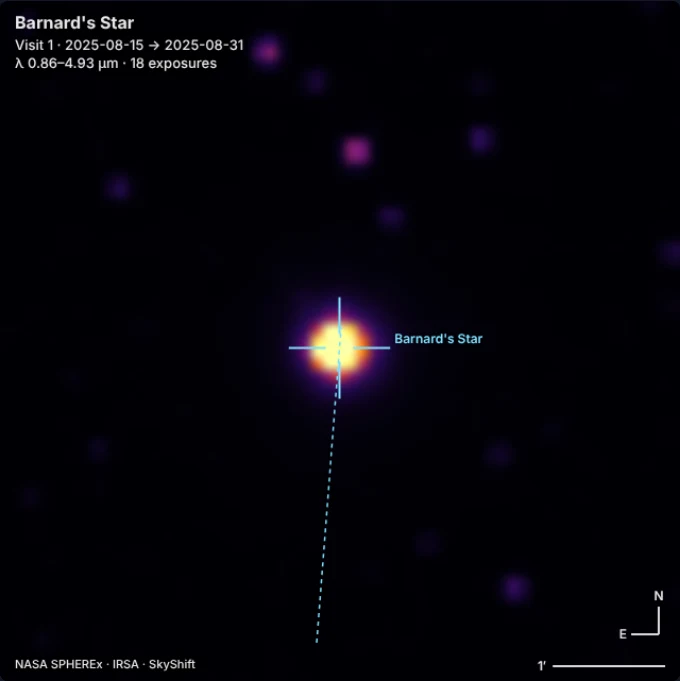 Barnard's Star
Visit 1 · 2025-08-15 → 2025-08-31
λ 0.86–4.93 μm · 18 exposures
Barnard's Star
N
E
1′
NASA SPHEREx · IRSA · SkyShift